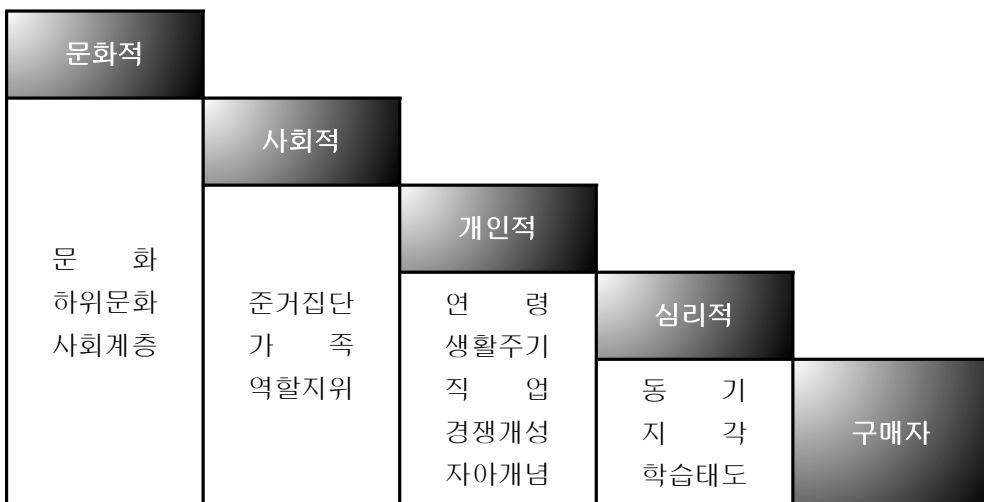 문화적
문 화
하위문화
사회계층
사회적
준거집단
가 족
역할지위
개인적
연 령
생활주기
직 업
경쟁개성
자아개념
심리적
동 기
지 각
학습태도
구매자